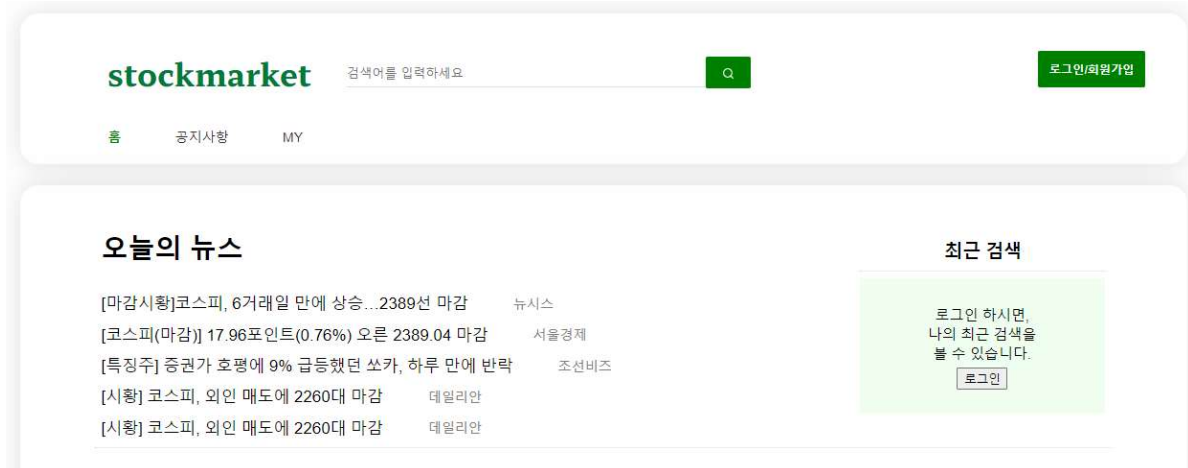 stockmarket 검색어를 입력하세요 로그인/회원가입
홈 공지사항 MY
오늘의 뉴스
[마감시황]코스피, 6거래일 만에 상승…2389선 마감 뉴시스
[코스피(마감)] 17.96포인트(0.76%) 오른 2389.04 마감 서울경제
[특징주] 증권가 호평에 9% 급등했던 쏘카, 하루 만에 반락 조선비즈
[시황] 코스피, 외인 매도에 2260대 마감 데일리안
[시황] 코스피, 외인 매도에 2260대 마감 데일리안
최근 검색
로그인 하시면,
나의 최근 검색을
볼 수 있습니다.
로그인